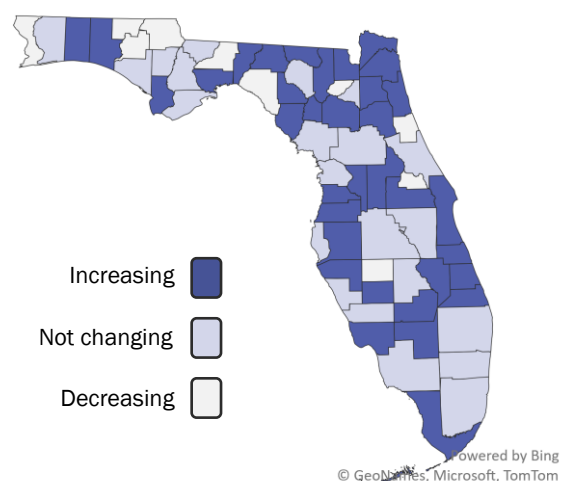 Increasing
Not changing
Decreasing
Powered by Bing
© GeoNames, Microsoft, TomTom